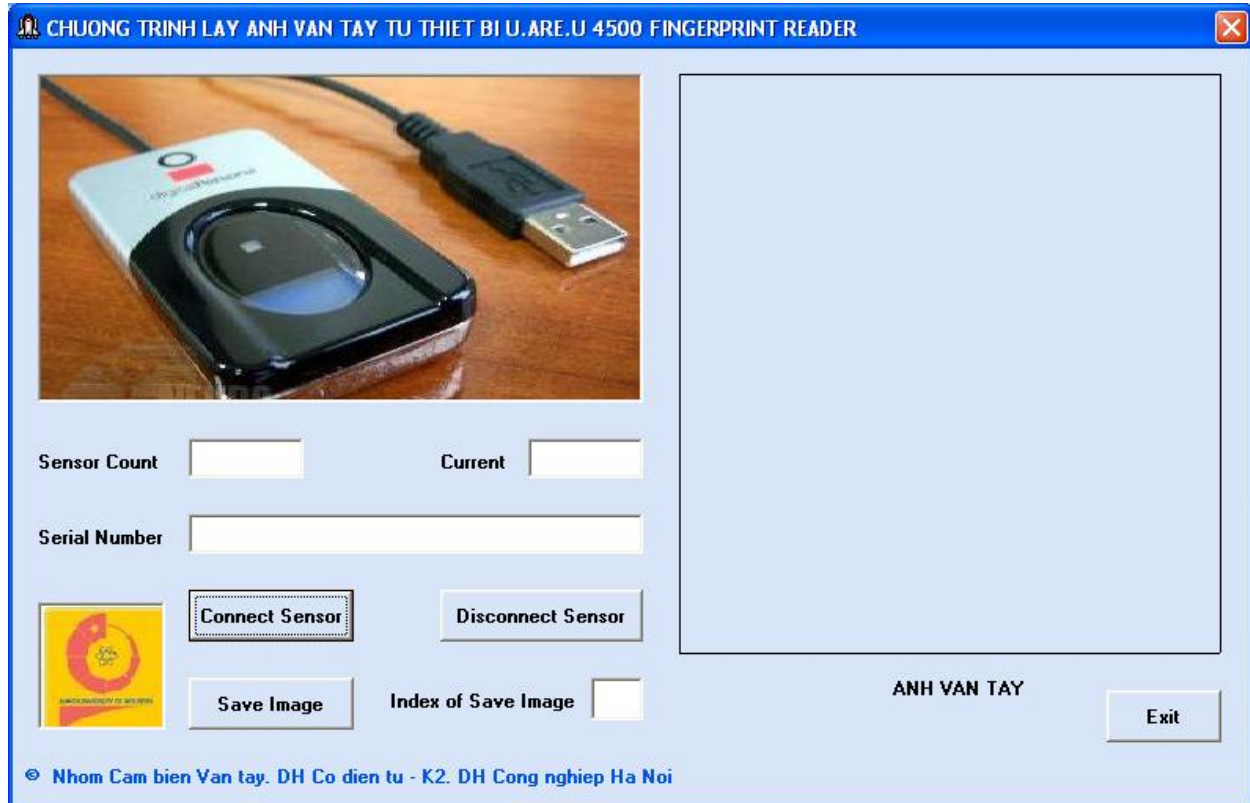 CHUONG TRINH LAY ANH VAN TAY TU THIET BI U.ARE.U 4500 FINGERPRINT READER
digitalPersona
Sensor Count
Current
Serial Number
Connect Sensor
Disconnect Sensor
Save Image
Index of Save Image
ANH VAN TAY
Exit
© Nhom Cam bien Van tay. DH Co dien tu - K2. DH Cong nghiep Ha Noi